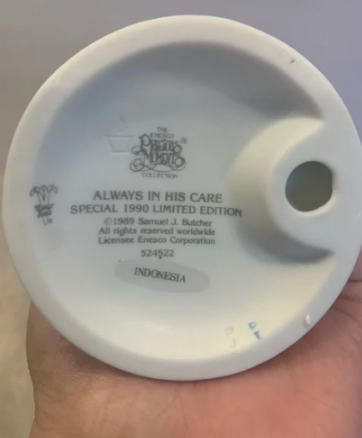 THE
ENESCO
PRECIOUS
MOMENTS
COLLECTION
ALWAYS IN HIS CARE
SPECIAL 1990 LIMITED EDITION
©1989 Samuel J. Butcher
All rights reserved worldwide
Licensee Enesco Corporation
524522
INDONESIA